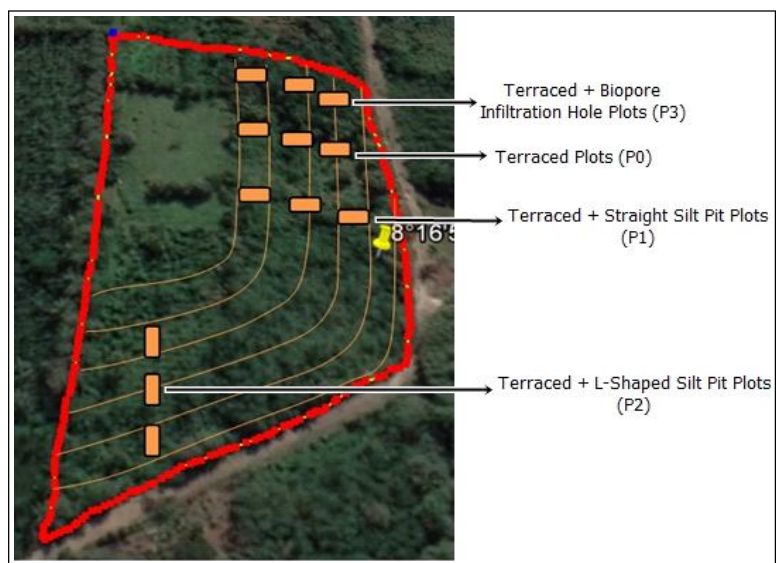 Terraced + Biopore
Infiltration Hole Plots (P3)
Terraced Plots (P0)
Terraced + Straight Silt Pit Plots
(P1)
8°16'5
Terraced + L-Shaped Silt Pit Plots
(P2)